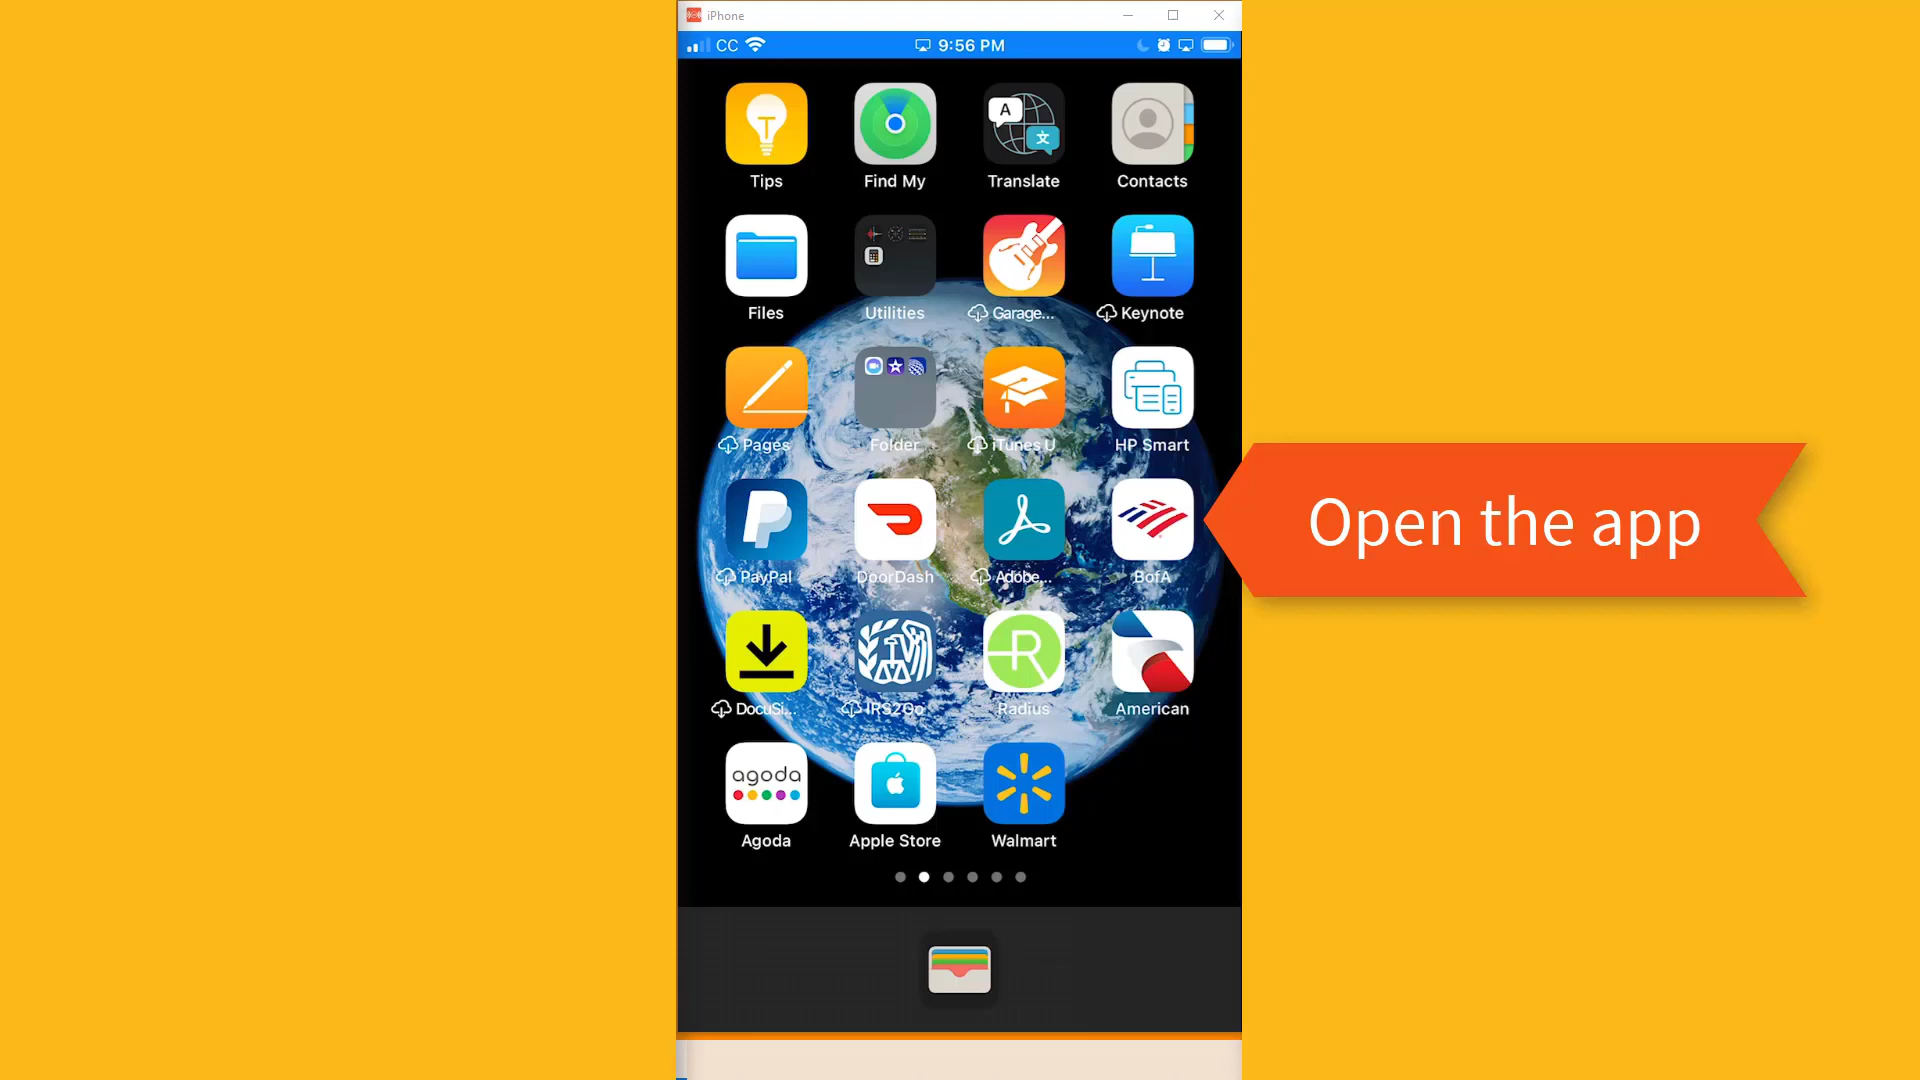 iPhone
CC 9:56 PM
A
文
T
Tips Find My Translate Contacts
Files Utilities Garage... Keynote
Pages Folder iTunes U HP Smart
Open the app
PayPal DoorDash Adobe... BofA
R
DocuSi... IRS2Go Radius American
agoda
Agoda Apple Store Walmart